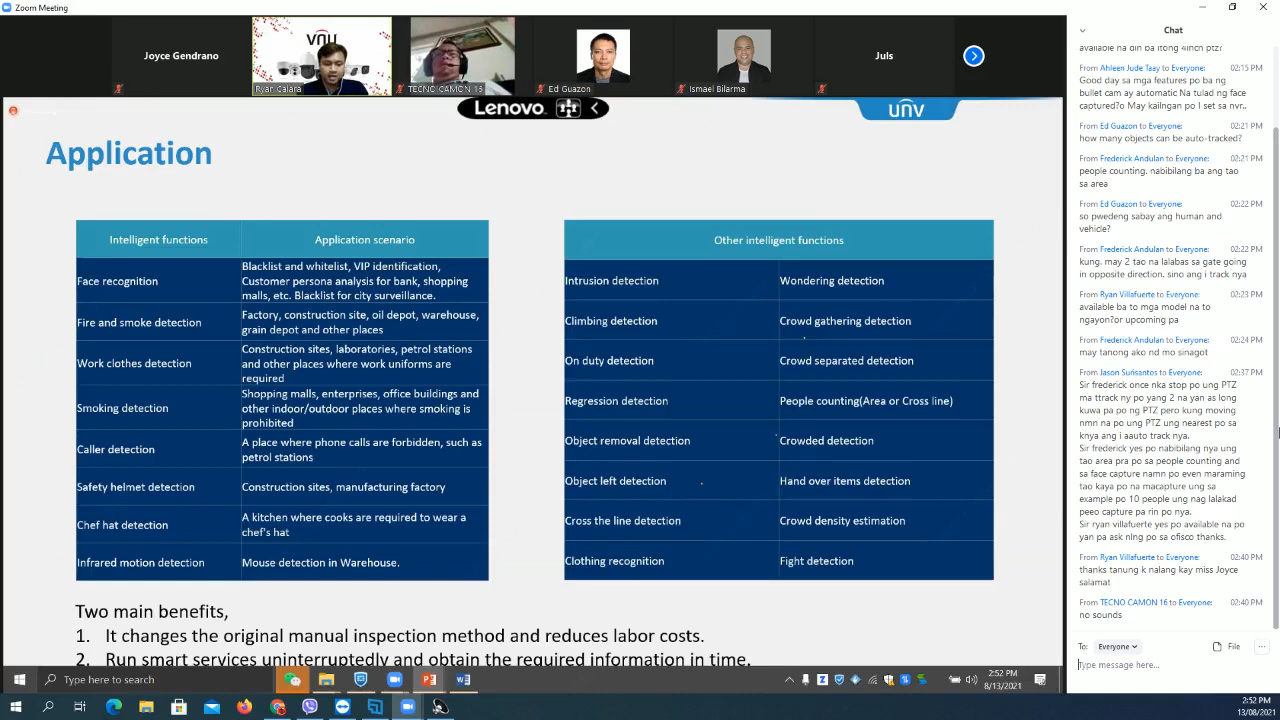 Zoom Meeting
Joyce Gendrano
unv
Ryan Calara
TECNO CAMON 16
Ed Guazon
Ismael Bilarma
Juls
Lenovo
unv
Application
Intelligent functions
Application scenario
Face recognition
Blacklist and whitelist, VIP identification,
Customer persona analysis for bank, shopping
malls, etc. Blacklist for city surveillance.
Fire and smoke detection
Factory, construction site, oil depot, warehouse,
grain depot and other places
Work clothes detection
Construction sites, laboratories, petrol stations
and other places where work uniforms are
required
Smoking detection
Shopping malls, enterprises, office buildings and
other indoor/outdoor places where smoking is
prohibited
Caller detection
A place where phone calls are forbidden, such as
petrol stations
Safety helmet detection
Construction sites, manufacturing factory
Chef hat detection
A kitchen where cooks are required to wear a
chef's hat
Infrared motion detection
Mouse detection in Warehouse.
Other intelligent functions
Intrusion detection
Wondering detection
Climbing detection
Crowd gathering detection
On duty detection
Crowd separated detection
Regression detection
People counting(Area or Cross line)
Object removal detection
Crowded detection
Object left detection
Hand over items detection
Cross the line detection
Crowd density estimation
Clothing recognition
Fight detection
Two main benefits,
1. It changes the original manual inspection method and reduces labor costs.
2. Run smart services uninterruptedly and obtain the required information in time.
Type here to search
2:52 PM
8/13/2021
Chat
available na din ba itong 4inch ptz?
From Ahleen Jude Taay to Everyone: 02:15 PM
Good day sa mga features po ba ng
bullet cam ay automatic Na tulad ng face
captured?o May kailngan po I set sa nvr..
From Ed Guazon to Everyone: 02:21 PM
how many objects can be auto-tracked?
From Frederick Andulan to Everyone: 02:21 PM
people counting. nabibilang ba ang tao
sa area
From Ed Guazon to Everyone: 02:22 PM
so pwedeng sabay ang human and
vehicle?
From Frederick Andulan to Everyone: 02:22 PM
kung. may 2 tao na lalabas sa gate going
in opposite direction. sino ang i track nya
From Ryan Villafuerte to Everyone: 02:23 PM
available ba to mga model na to
ngayon?or upcoming pa
From Frederick Andulan to Everyone: 02:24 PM
may tanong ako nd mo sinagot
From Jason Surisantos to Everyone: 02:37 PM
Sir frederick once nka stop po ung PTZ
ma ttrack ny po yang 2 na yan as long
kuwa pa po ng PTZ pero kung moving
nmn na po ung PTZ ung nearest po sa
knya ang i aauto track nya.
Sir frederick yes po nabibilang nya ung
tao area pra po sa people counting and
sa face capture namn po even maraming
tao kaya po na macapture ung sa
example po 10 people ung nag lalakad
peeo capture pa rin po nya.
Sir ryan villafuerte yes po available na po
yan pa ask nlng po sa ofisco thanks.
From Ryan Villafuerte to Everyone: 02:40 PM
thanks tanung k nalang kay miss Joyce
salamat
From TECNO CAMON 16 to Everyone: 02:40 PM
no sounds
To: Everyone
File
Type message here...
2:52 PM
13/08/2021